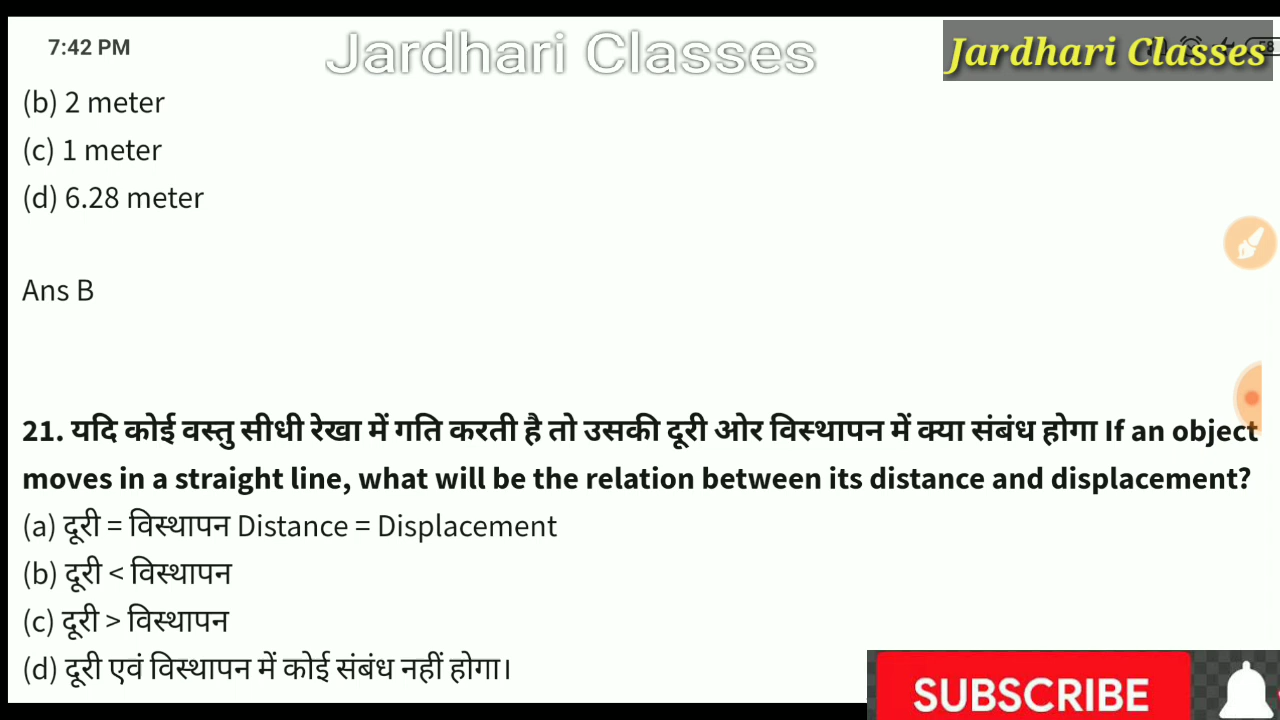 7:42 PM
Jardhari Classes
Jardhari Classes
58
(b) 2 meter
(c) 1 meter
(d) 6.28 meter
Ans B
21. यदि कोई वस्तु सीधी रेखा में गति करती है तो उसकी दूरी ओर विस्थापन में क्या संबंध होगा If an object
moves in a straight line, what will be the relation between its distance and displacement?
(a) दूरी = विस्थापन Distance = Displacement
(b) दूरी < विस्थापन
(c) दूरी > विस्थापन
(d) दूरी एवं विस्थापन में कोई संबंध नहीं होगा।
SUBSCRIBE